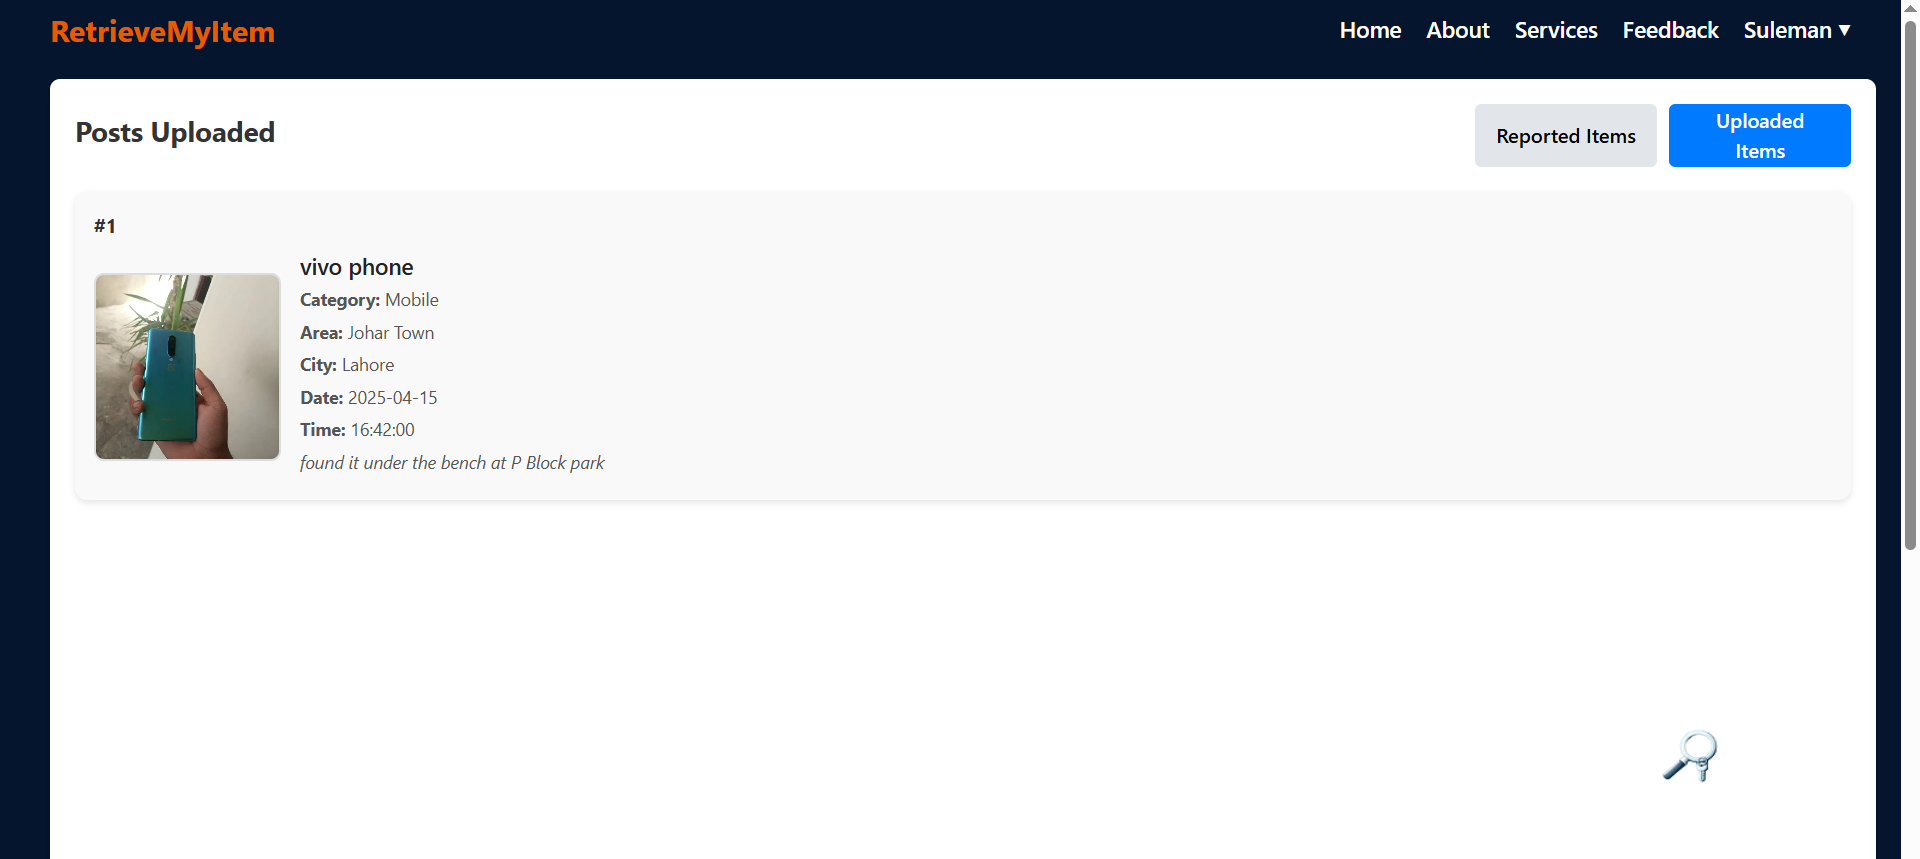 RetrieveMyItem
Home About Services Feedback Suleman ▼
Posts Uploaded
Reported Items
Uploaded
Items
#1
vivo phone
Category: Mobile
Area: Johar Town
City: Lahore
Date: 2025-04-15
Time: 16:42:00
found it under the bench at P Block park